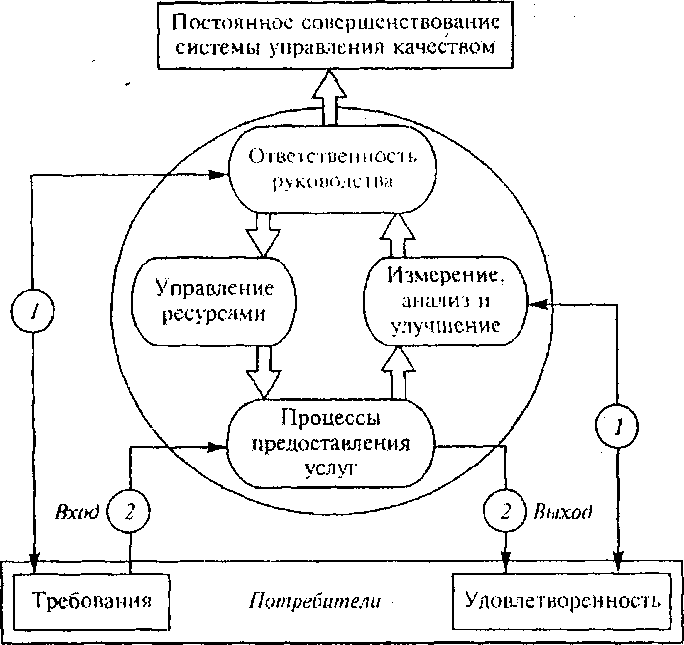 Постоянное совершенствование
системы управления качеством
Ответственность
руководства
Управление
ресурсами
Измерение,
анализ и
улучшение
1
Процессы
предоставления
услуг
1
Вход
2
2
Выход
Требования
Потребители
Удовлетворенность